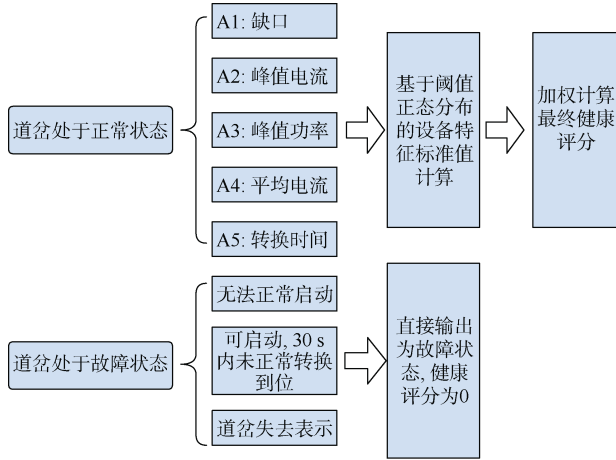 道岔处于正常状态
A1: 缺口
A2: 峰值电流
A3: 峰值功率
A4: 平均电流
A5: 转换时间
基于阈值
正态分布
的设备特
征标准值
计算
加权计算
最终健康
评分
道岔处于故障状态
无法正常启动
可启动, 30 s
内未正常转换
到位
道岔失去表示
直接输出
为故障状
态, 健康
评分为0